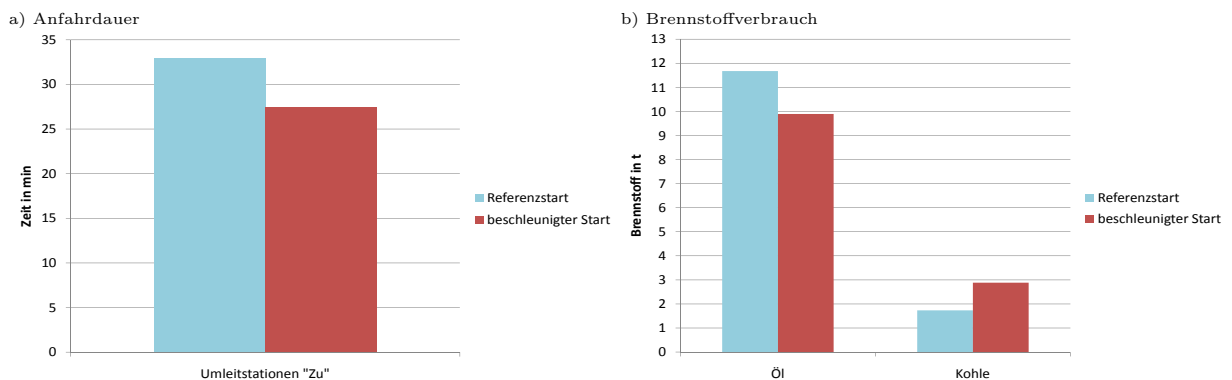 a) Anfahrdauer
35
30
25
20
15
10
5
0
Zeit in min
Umleitstationen "Zu"
Referenzstart
beschleunigter Start
b) Brennstoffverbrauch
13
12
11
10
9
8
7
6
5
4
3
2
1
0
Brennstoff in t
Öl
Kohle
Referenzstart
beschleunigter Start